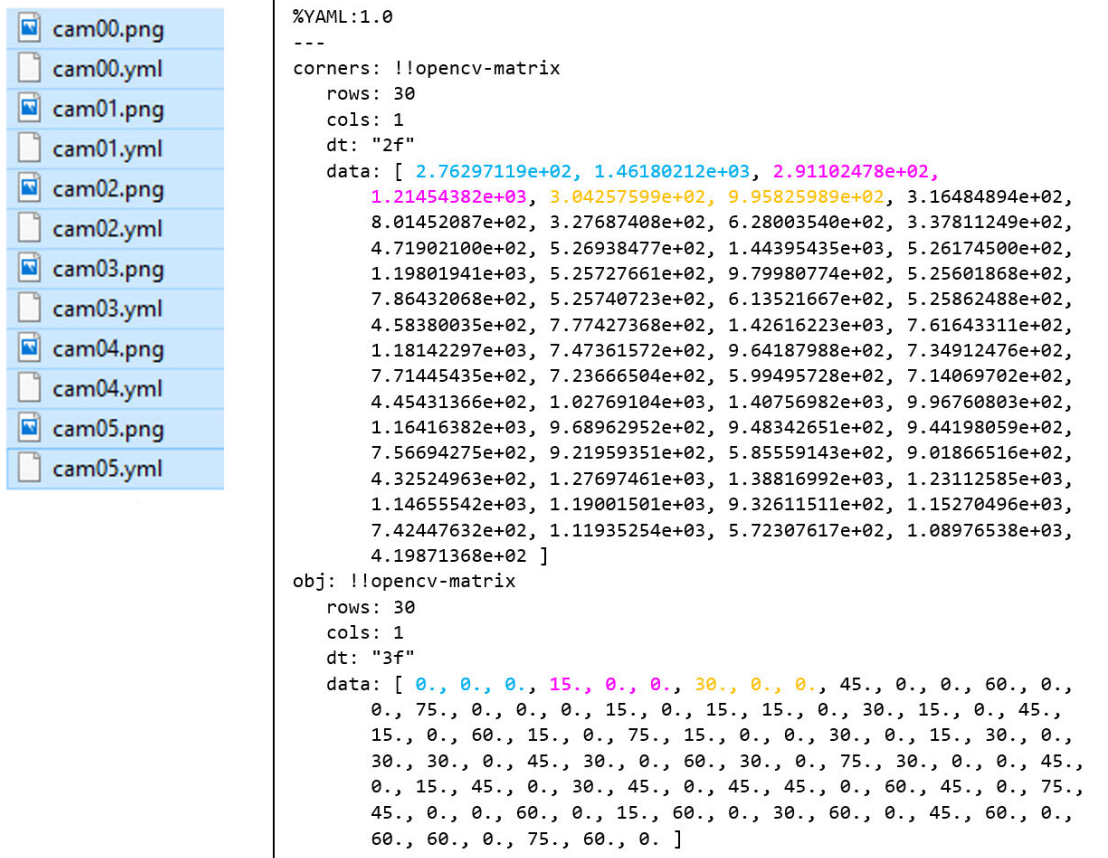 cam00.png
cam00.yml
cam01.png
cam01.yml
cam02.png
cam02.yml
cam03.png
cam03.yml
cam04.png
cam04.yml
cam05.png
cam05.yml
%YAML:1.0
---
corners: !!opencv-matrix
rows: 30
cols: 1
dt: "2f"
data: [ 2.76297119e+02, 1.46180212e+03, 2.91102478e+02,
1.21454382e+03, 3.04257599e+02, 9.95825989e+02, 3.16484894e+02,
8.01452087e+02, 3.27687408e+02, 6.28003540e+02, 3.37811249e+02,
4.71902100e+02, 5.26938477e+02, 1.44395435e+03, 5.26174500e+02,
1.19801941e+03, 5.25727661e+02, 9.79980774e+02, 5.25601868e+02,
7.86432068e+02, 5.25740723e+02, 6.13521667e+02, 5.25862488e+02,
4.58380035e+02, 7.77427368e+02, 1.42616223e+03, 7.61643311e+02,
1.18142297e+03, 7.47361572e+02, 9.64187988e+02, 7.34912476e+02,
7.71445435e+02, 7.23666504e+02, 5.99495728e+02, 7.14069702e+02,
4.45431366e+02, 1.02769104e+03, 1.40756982e+03, 9.96760803e+02,
1.16416382e+03, 9.68962952e+02, 9.48342651e+02, 9.44198059e+02,
7.56694275e+02, 9.21959351e+02, 5.85559143e+02, 9.01866516e+02,
4.32524963e+02, 1.27697461e+03, 1.38816992e+03, 1.23112585e+03,
1.14655542e+03, 1.19001501e+03, 9.32611511e+02, 1.15270496e+03,
7.42447632e+02, 1.11935254e+03, 5.72307617e+02, 1.08976538e+03,
4.19871368e+02 ]
obj: !!opencv-matrix
rows: 30
cols: 1
dt: "3f"
data: [ 0., 0., 0., 15., 0., 0., 30., 0., 0., 45., 0., 0., 60., 0.,
0., 75., 0., 0., 0., 15., 0., 15., 15., 0., 30., 15., 0., 45.,
15., 0., 60., 15., 0., 75., 15., 0., 0., 30., 0., 15., 30., 0.,
30., 30., 0., 45., 30., 0., 60., 30., 0., 75., 30., 0., 0., 45.,
0., 15., 45., 0., 30., 45., 0., 45., 45., 0., 60., 45., 0., 75.,
45., 0., 0., 60., 0., 15., 60., 0., 30., 60., 0., 45., 60., 0.,
60., 60., 0., 75., 60., 0. ]